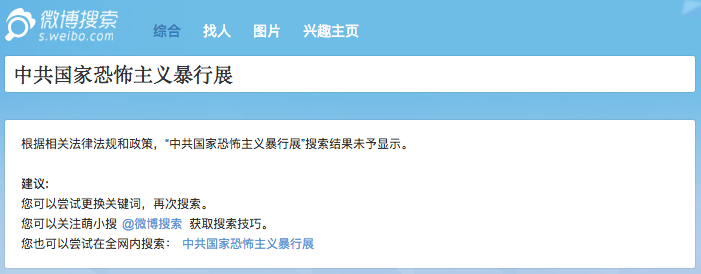 微博搜索
s.weibo.com
综合 找人 图片 兴趣主页
中共国家恐怖主义暴行展
根据相关法律法规和政策，“中共国家恐怖主义暴行展”搜索结果未予显示。
建议:
您可以尝试更换关键词，再次搜索。
您可以关注萌小搜 @微博搜索 获取搜索技巧。
您也可以尝试在全网内搜索： 中共国家恐怖主义暴行展